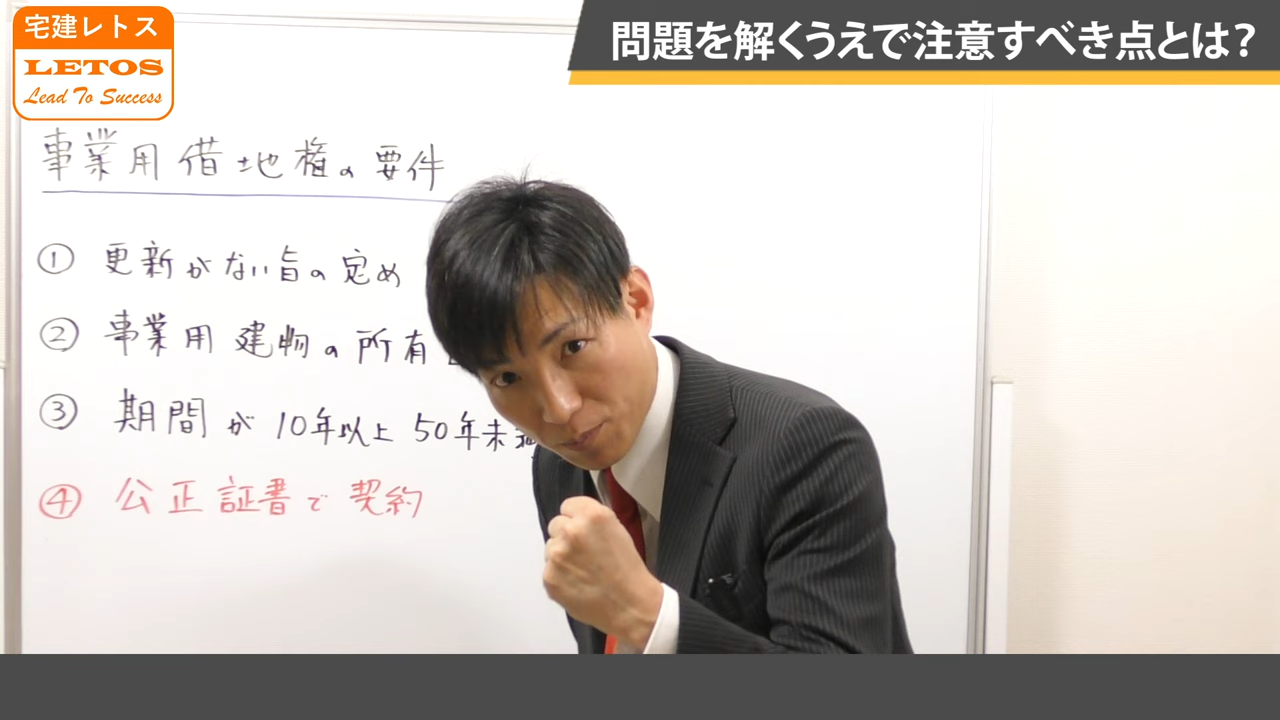 宅建レトス
LETOS
Lead To Success
問題を解くうえで注意すべき点とは?
事業用借地権の要件
① 更新がない旨の定め
② 事業用建物の所有
③ 期間が10年以上50年未
④ 公正証書で契約